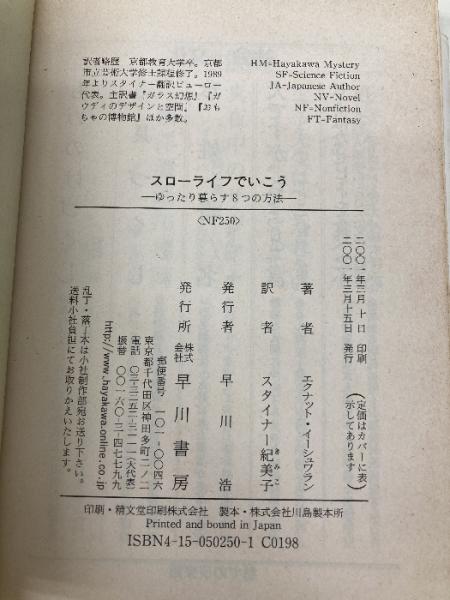 訳者略歴 京都教育大学卒。京都
市立芸術大学修士課程修了。1989
年よりスタイナー翻訳ビューロー
代表。主訳書『ガラス幻想』『ガ
ウディのデザインと空間』『おも
ちゃの博物館』ほか多数。
HM=Hayakawa Mystery
SF=Science Fiction
JA=Japanese Author
NV=Novel
NF=Nonfiction
FT=Fantasy
スローライフでいこう
―ゆったり暮らす8つの方法―
〈NF250〉
二〇〇一年三月十日 印刷
二〇〇一年三月十五日 発行
(定価はカバーに表
示してあります)
著者 エクナット・イーシュワラン
訳者 スタイナー紀美子
きみこ
発行者 早川浩
発行所 株式会社 早川書房
郵便番号 一〇一-〇〇四六
東京都千代田区神田多町二ノ二
電話 〇三-三二五二-三一一一(大代表)
振替 〇〇一六〇-三-四七七九九
http://www.hayakawa-online.co.jp
乱丁・落丁本は小社制作部宛お送り下さい。
送料小社負担にてお取りかえいたします。
印刷・精文堂印刷株式会社 製本・株式会社川島製本所
Printed and bound in Japan
ISBN4-15-050250-1 C0198